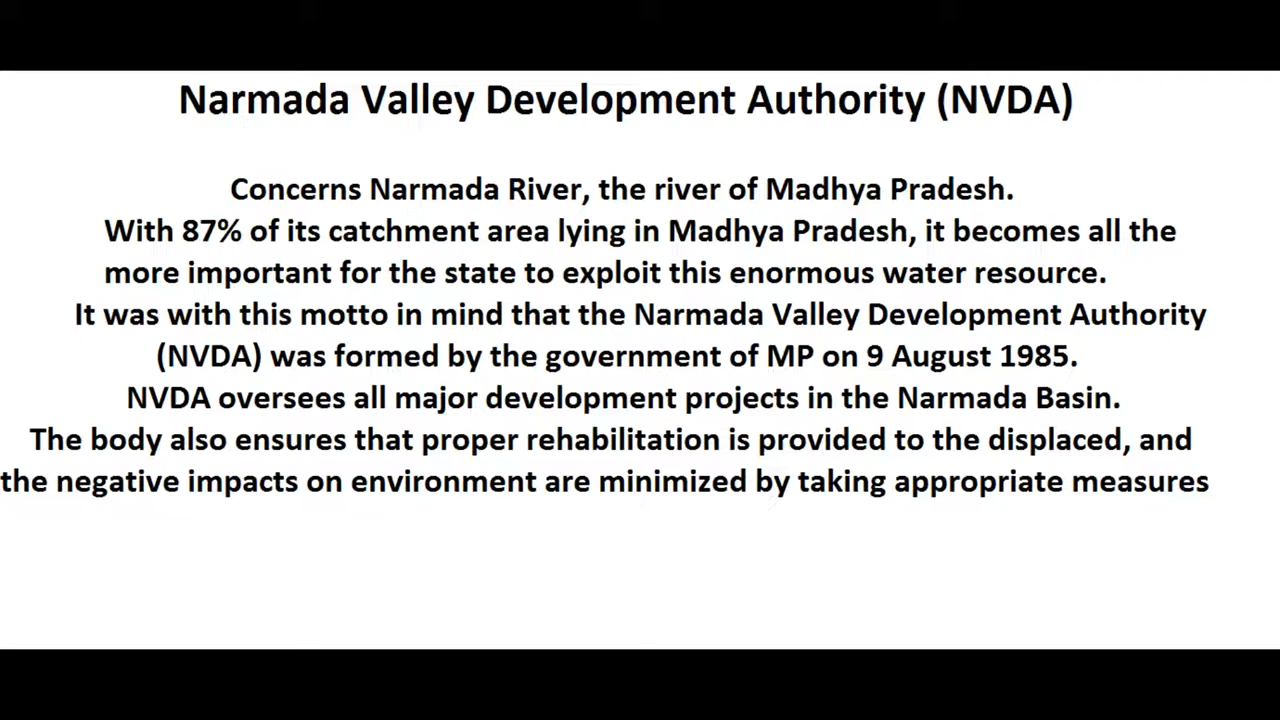 Narmada Valley Development Authority (NVDA)
Concerns Narmada River, the river of Madhya Pradesh.
With 87% of its catchment area lying in Madhya Pradesh, it becomes all the
more important for the state to exploit this enormous water resource.
It was with this motto in mind that the Narmada Valley Development Authority
(NVDA) was formed by the government of MP on 9 August 1985.
NVDA oversees all major development projects in the Narmada Basin.
The body also ensures that proper rehabilitation is provided to the displaced, and
the negative impacts on environment are minimized by taking appropriate measures